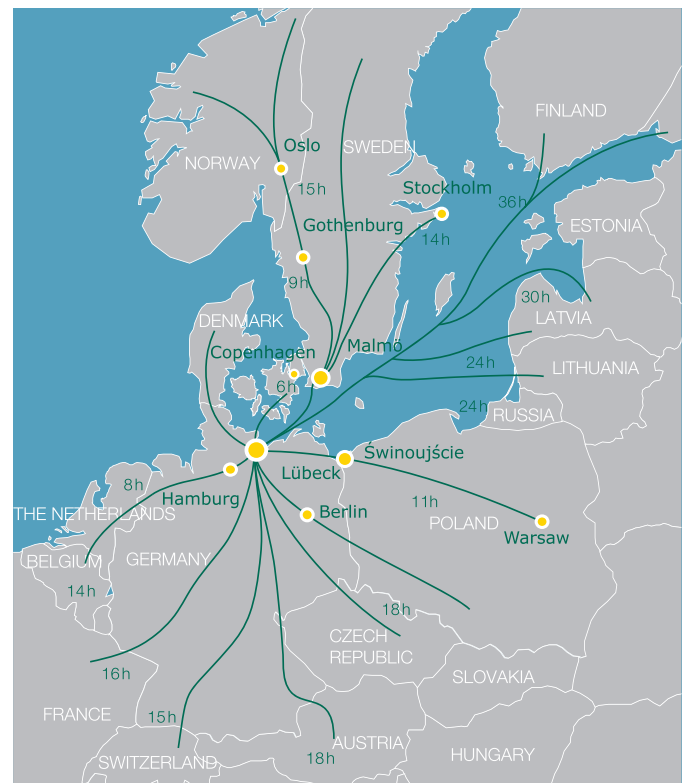 FINLAND
Oslo
SWEDEN
NORWAY
15h
Stockholm
36h
Gothenburg
14h
ESTONIA
9h
30h
DENMARK
LATVIA
Malmö
Copenhagen
24h
LITHUANIA
6h
24h
RUSSIA
Świnoujście
Lübeck
8h
Hamburg
11h
Berlin
THE NETHERLANDS
POLAND
Warsaw
BELGIUM
GERMANY
14h
18h
CZECH
REPUBLIC
16h
SLOVAKIA
FRANCE
15h
AUSTRIA
18h
HUNGARY
SWITZERLAND